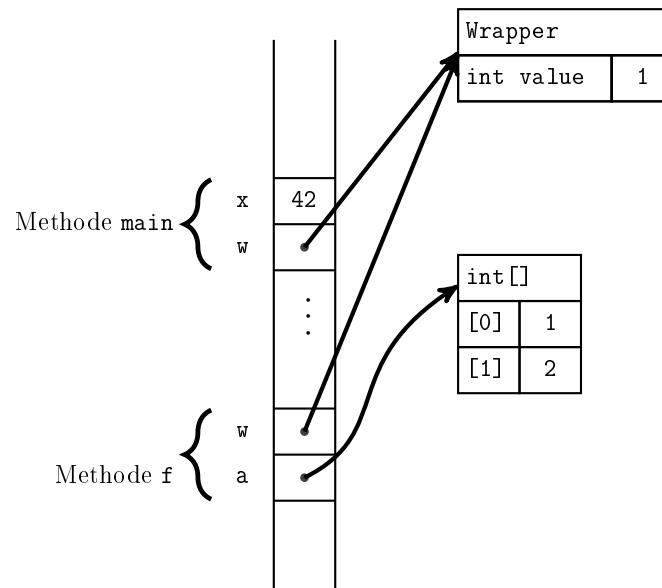 Wrapper
int value 1
x 42
Methode main
w
int[]
[0] 1
[1] 2
w
Methode f
a